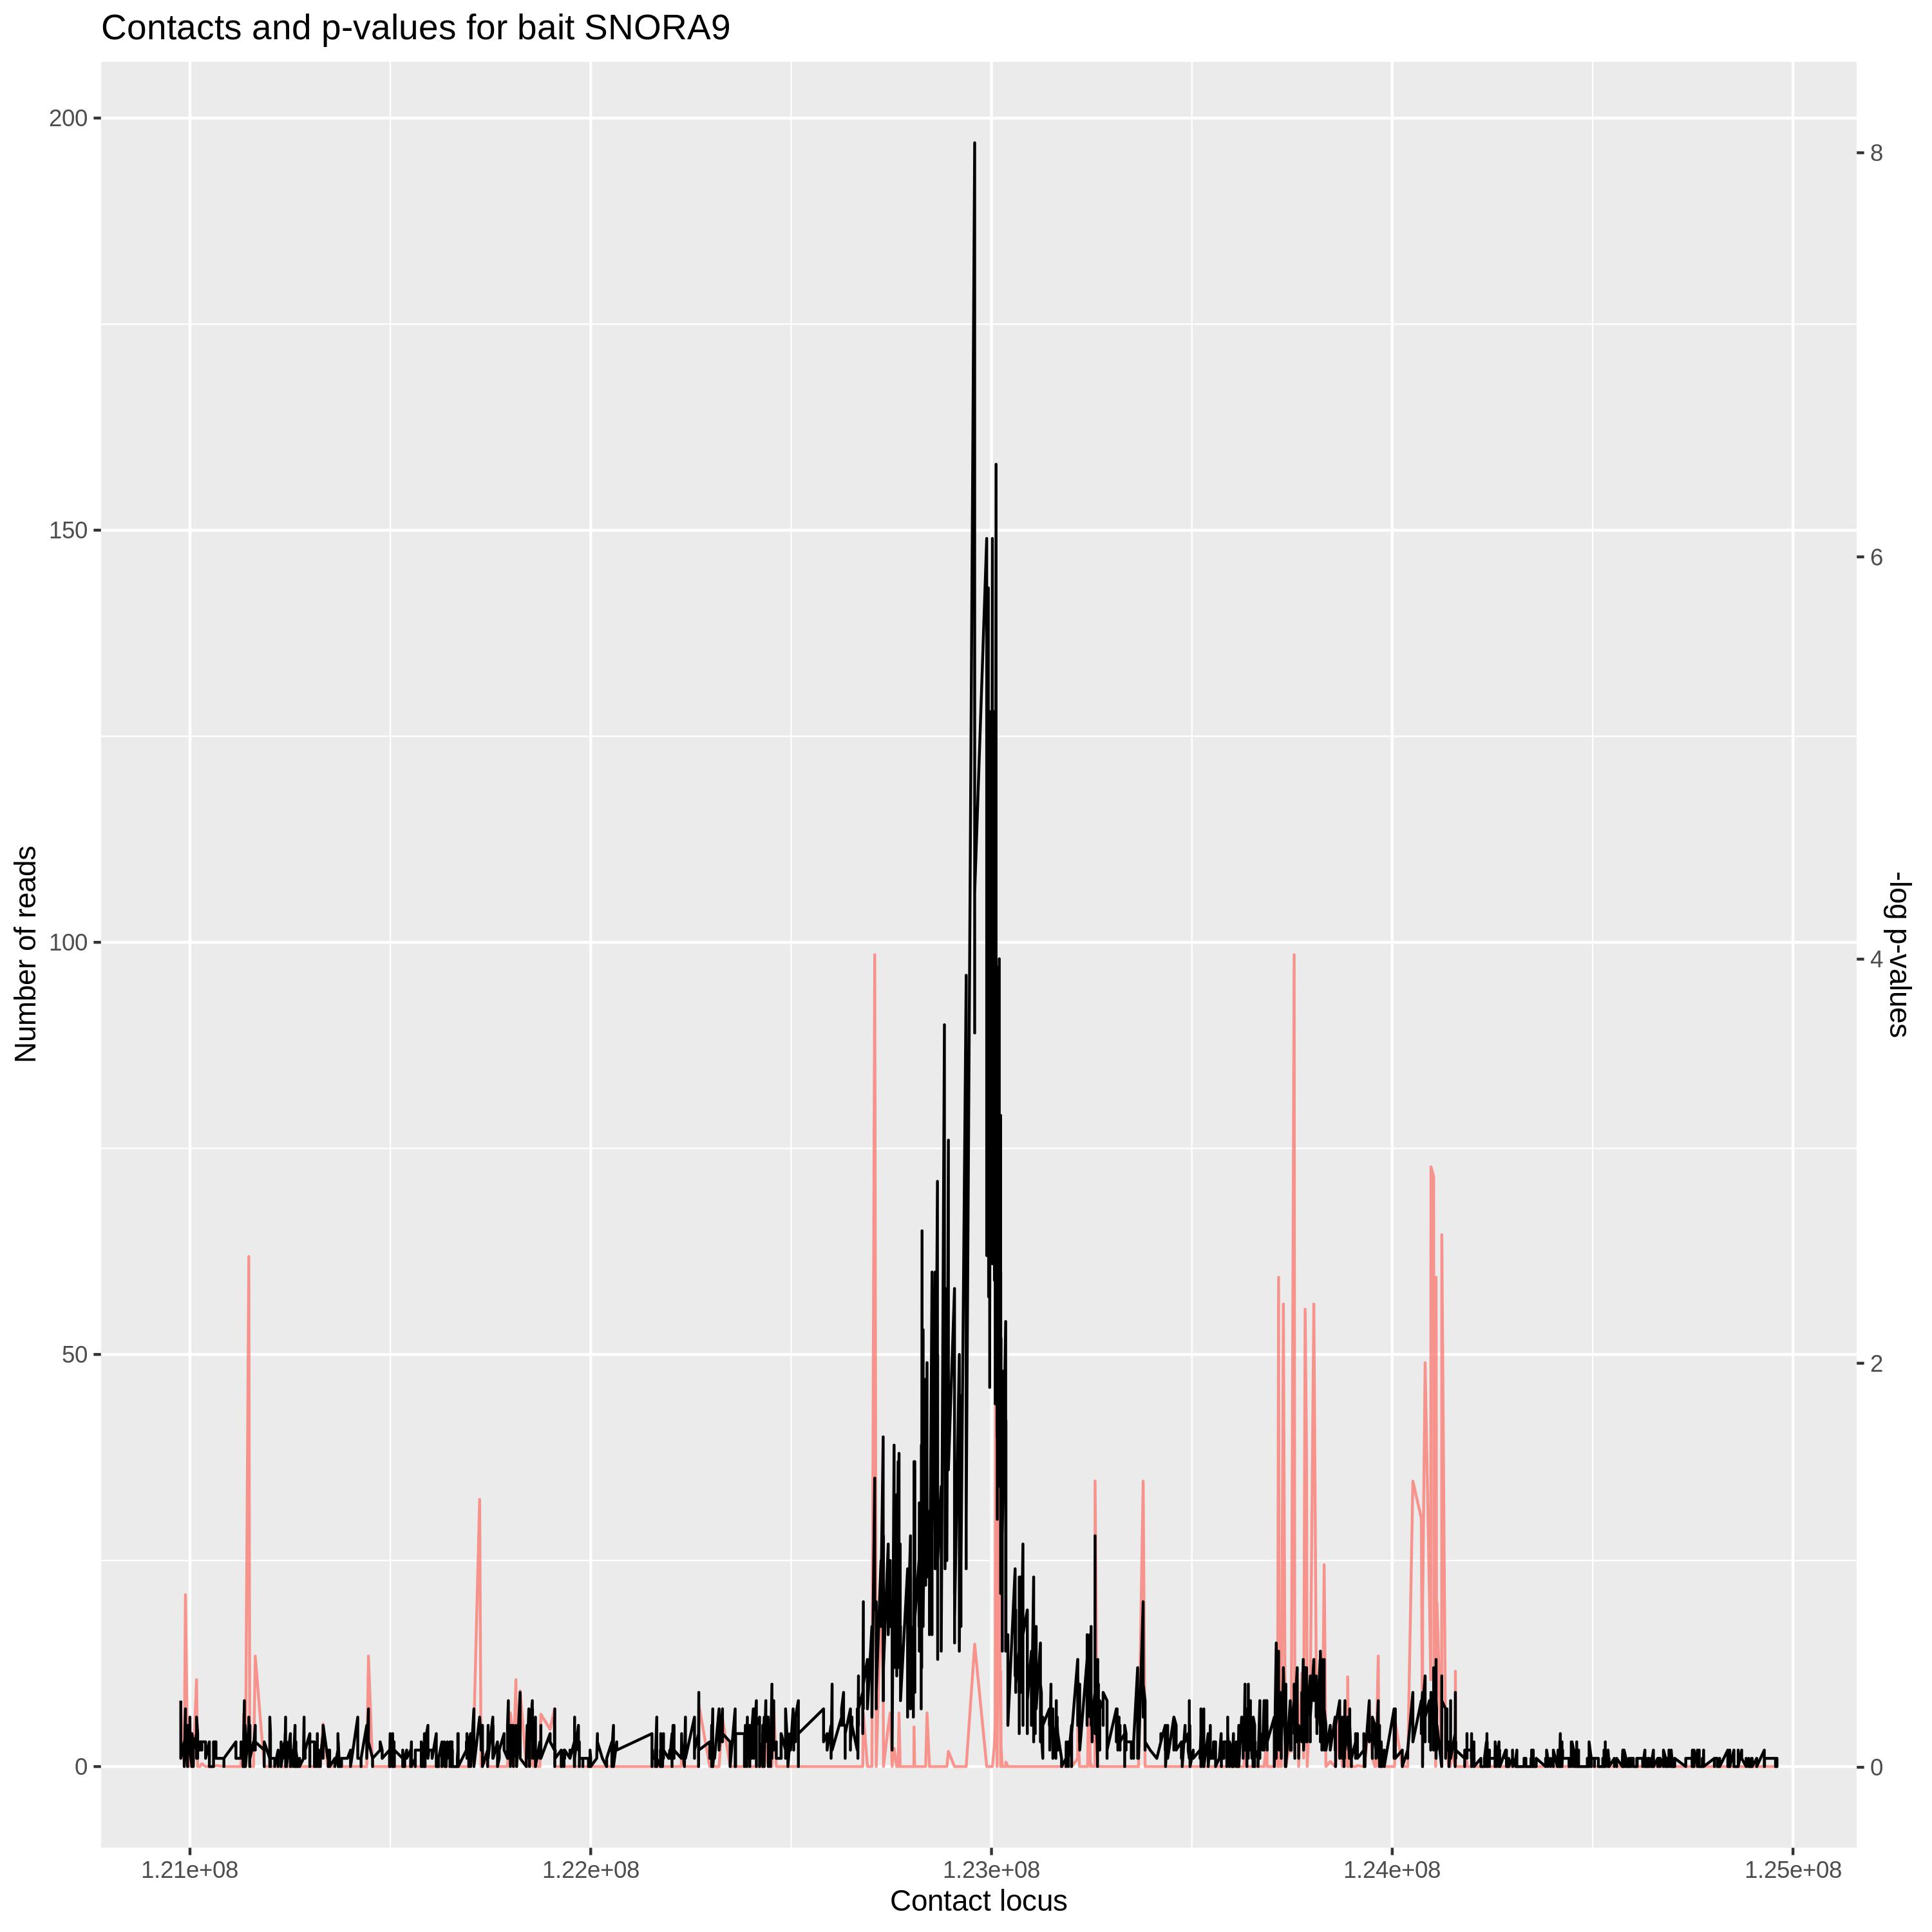 Contacts and p-values for bait SNORA9
200
150
100
50
0
8
6
4
2
0
Number of reads
-log p-values
1.21e+08
1.22e+08
1.23e+08
1.24e+08
1.25e+08
Contact locus